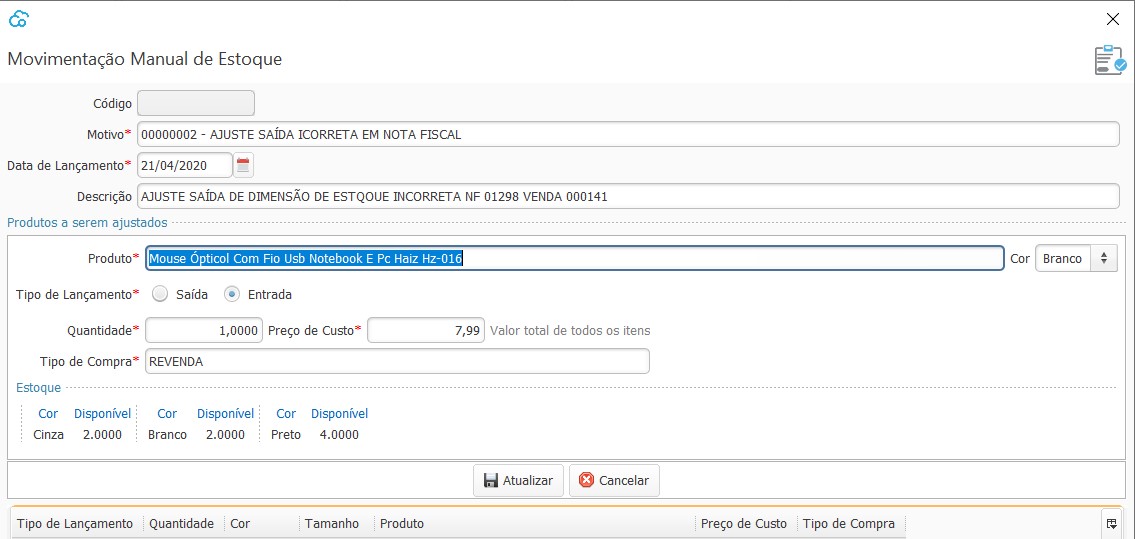 Movimentação Manual de Estoque
Código
Motivo* 00000002 - AJUSTE SAÍDA ICORRETA EM NOTA FISCAL
Data de Lançamento* 21/04/2020
Descrição AJUSTE SAÍDA DE DIMENSÃO DE ESTQOUE INCORRETA NF 01298 VENDA 000141
Produtos a serem ajustados
Produto* Mouse Ópticol Com Fio Usb Notebook E Pc Haiz Hz-016 Cor Branco
Tipo de Lançamento* Saída Entrada
Quantidade* 1,0000 Preço de Custo* 7,99 Valor total de todos os itens
Tipo de Compra* REVENDA
Estoque
Cor Disponível Cor Disponível Cor Disponível
Cinza 2.0000 Branco 2.0000 Preto 4.0000
Atualizar Cancelar
Tipo de Lançamento Quantidade Cor Tamanho Produto Preço de Custo Tipo de Compra